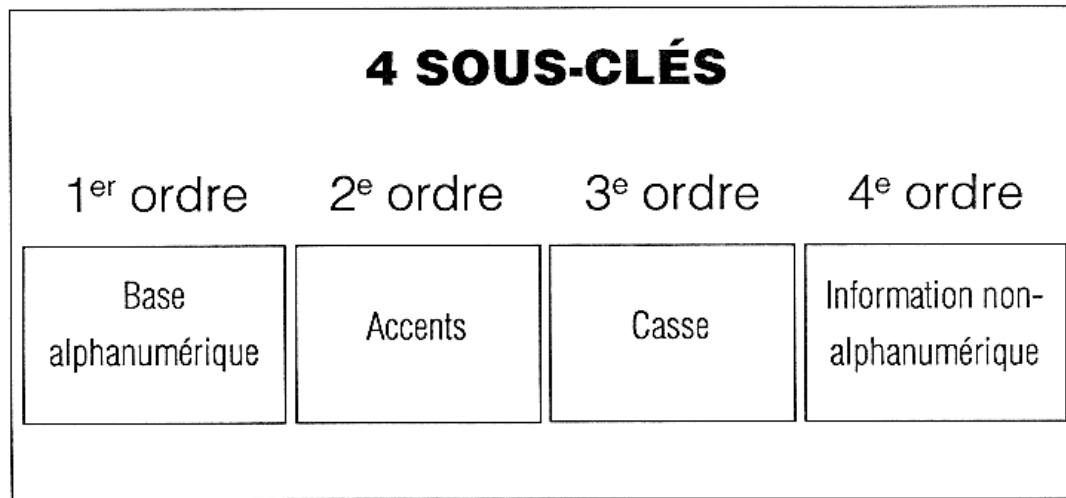 4 SOUS-CLÉS
1er ordre 2e ordre 3e ordre 4e ordre
Base
alphanumérique
Accents
Casse
Information non-
alphanumérique